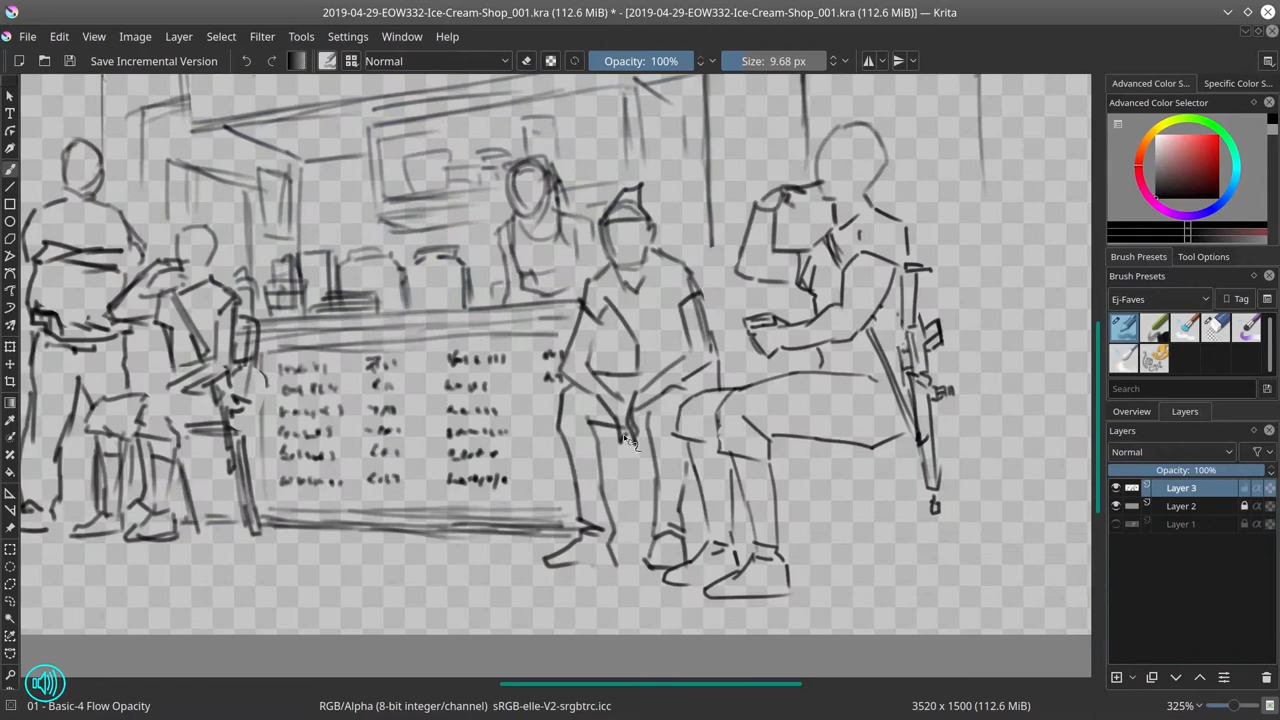 2019-04-29-EOW332-Ice-Cream-Shop_001.kra (112.6 MiB) * - [2019-04-29-EOW332-Ice-Cream-Shop_001.kra (112.6 MiB)] — Krita
File Edit View Image Layer Select Filter Tools Settings Window Help
Save Incremental Version Normal Opacity: 100% Size: 9.68 px
Advanced Color S... Specific Color S...
Advanced Color Selector
Brush Presets Tool Options
Brush Presets
Ej-Faves Tag
Search
Overview Layers
Layers
Normal
Opacity: 100%
Layer 3
Layer 2
Layer 1
01 - Basic-4 Flow Opacity RGB/Alpha (8-bit integer/channel) sRGB-elle-V2-srgbtrc.icc 3520 x 1500 (112.6 MiB) 325%